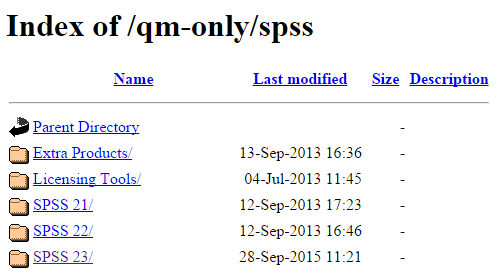 Index of /qm-only/spss
Name Last modified Size Description
Parent Directory -
Extra Products/ 13-Sep-2013 16:36 -
Licensing Tools/ 04-Jul-2013 11:45 -
SPSS 21/ 12-Sep-2013 17:23 -
SPSS 22/ 12-Sep-2013 16:46 -
SPSS 23/ 28-Sep-2015 11:21 -